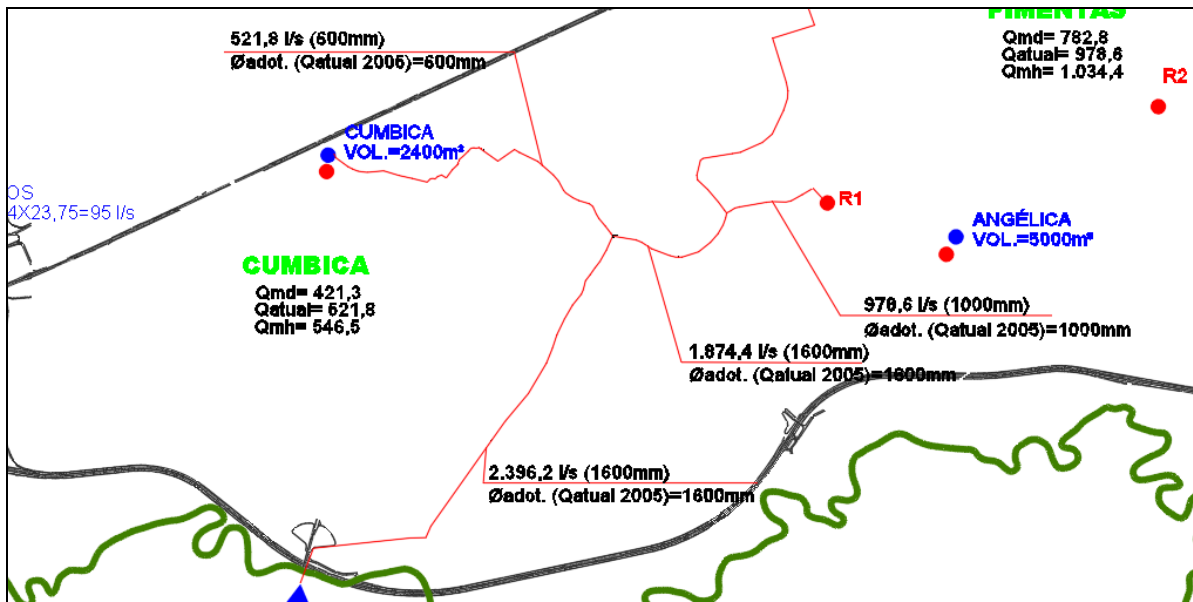 PIMENTAS
Qmd= 782,8
Qatual= 978,6
Qmh= 1.034,4
R2
521,8 l/s (600mm)
Øadot. (Qatual 2005)=600mm
CUMBICA
VOL.=2400m³
OS
4X23,75=95 l/s
R1
ANGÉLICA
VOL.=5000m³
CUMBICA
Qmd= 421,3
Qatual= 521,8
Qmh= 546,5
978,6 l/s (1000mm)
Øadot. (Qatual 2005)=1000mm
1.874,4 l/s (1600mm)
Øadot. (Qatual 2005)=1600mm
2.396,2 l/s (1600mm)
Øadot. (Qatual 2005)=1600mm